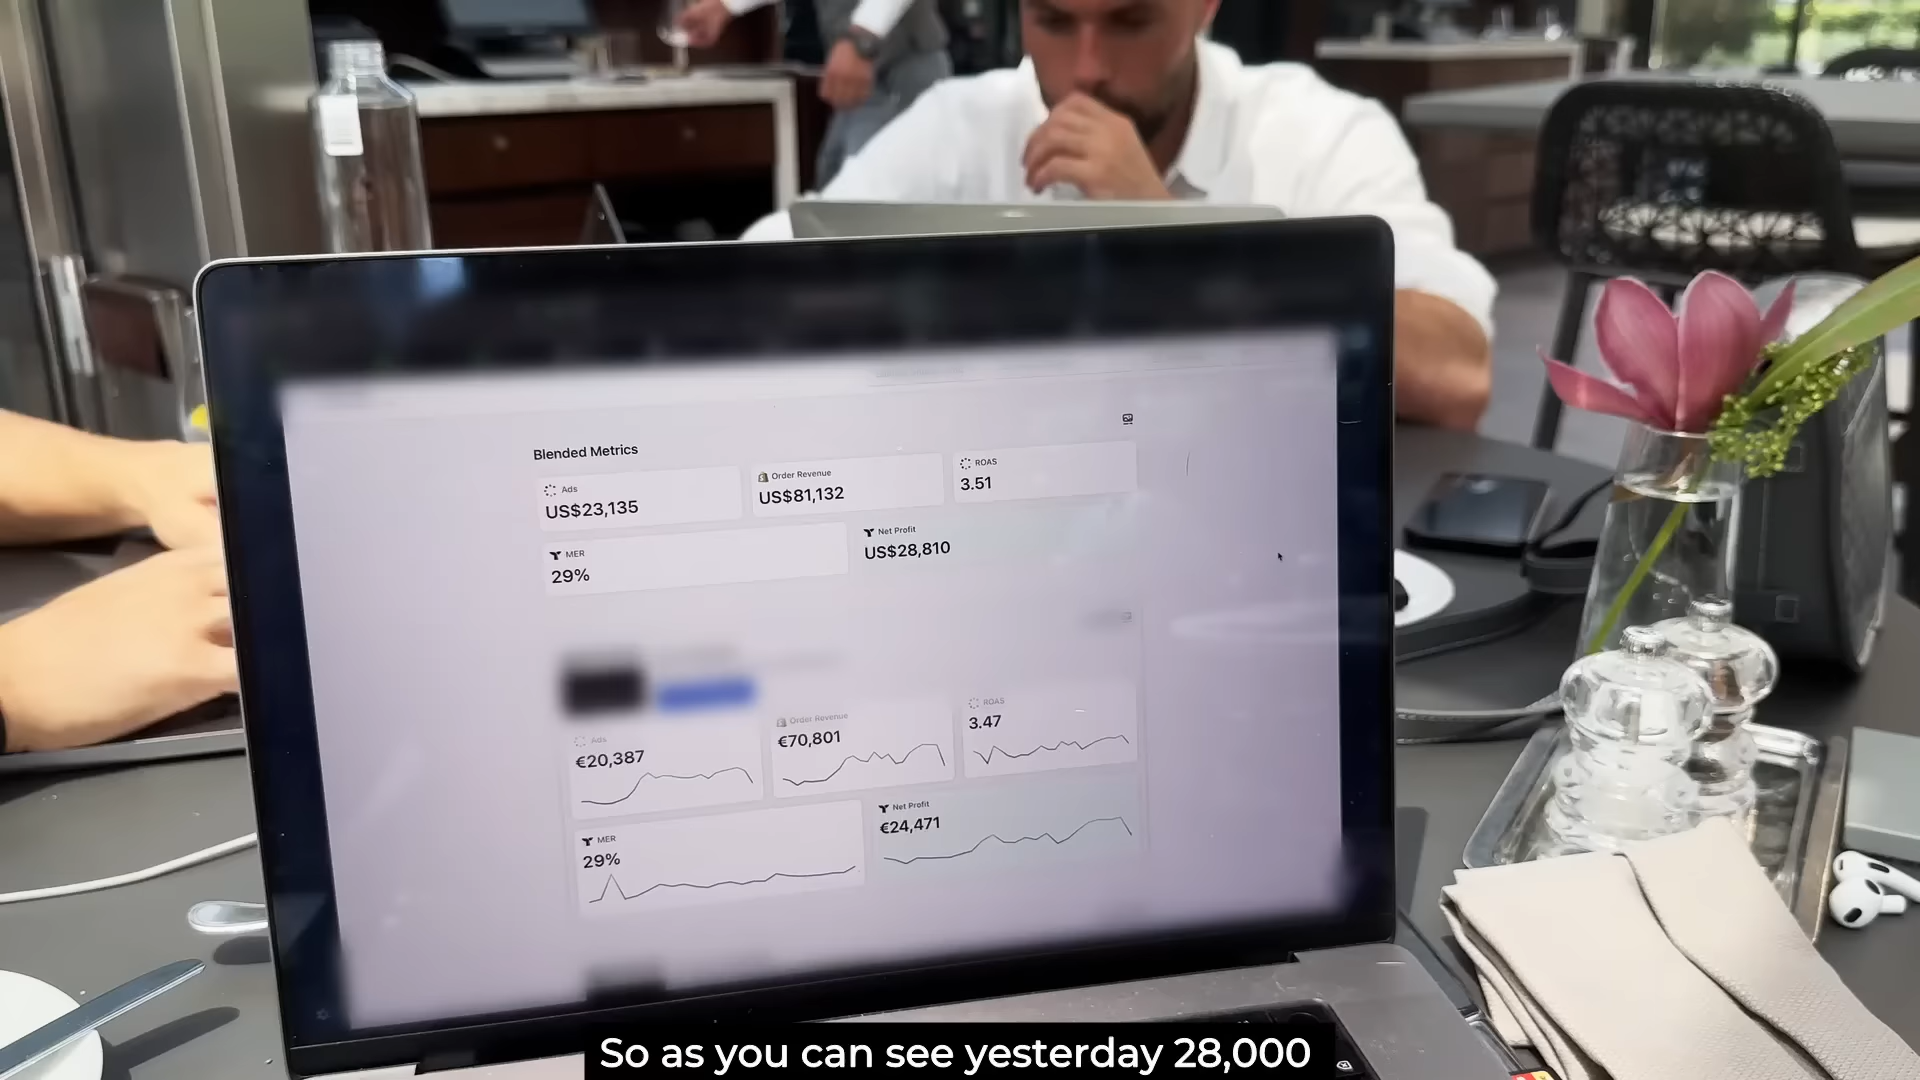 Blended Metrics
Ads
US$23,135
Order Revenue
US$81,132
ROAS
3.51
MER
29%
Net Profit
US$28,810
Ads
€20,387
Order Revenue
€70,801
ROAS
3.47
MER
29%
Net Profit
€24,471
So as you can see yesterday 28,000